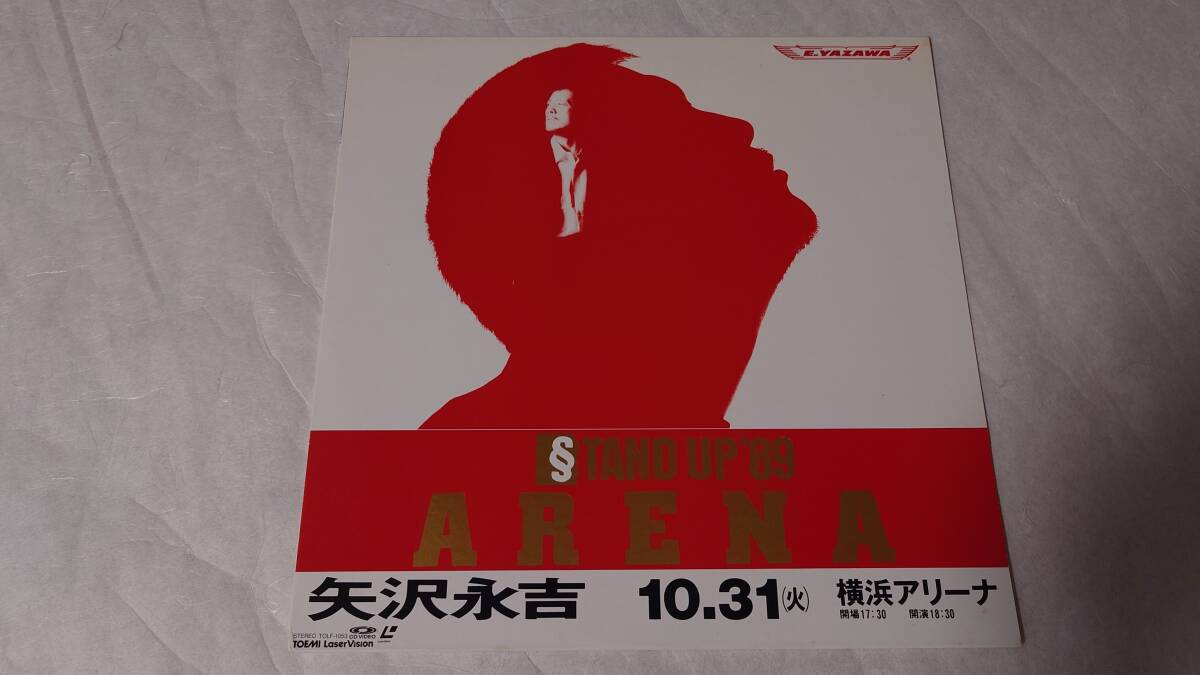 E.YAZAWA
STAND UP '89
ARENA
矢沢永吉 10.31(火) 横浜アリーナ
開場17:30 開演18:30
STEREO TOLF-1053 CD VIDEO
TOEMI LaserVision